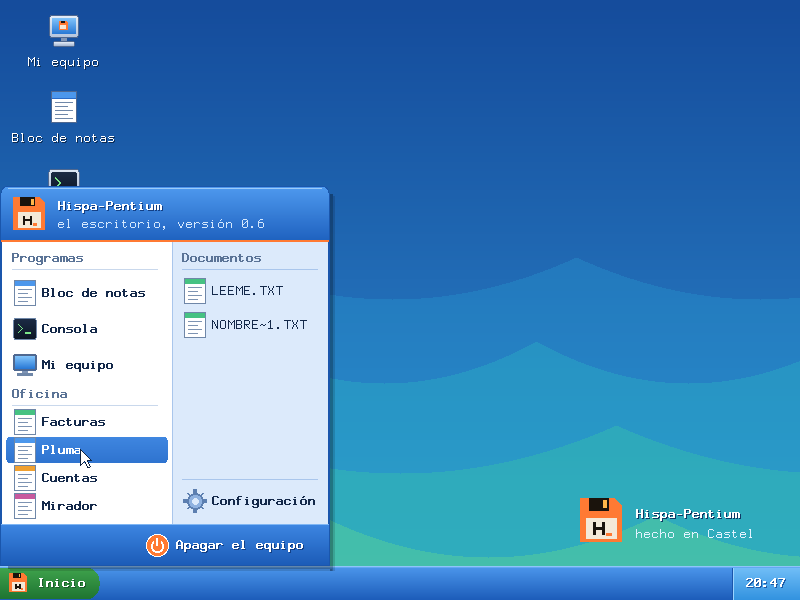 Mi equipo
Bloc de notas
Hispa-Pentium
el escritorio, versión 0.6
Programas
Bloc de notas
Consola
Mi equipo
Oficina
Facturas
Pluma
Cuentas
Mirador
Documentos
LEEME.TXT
NOMBRE~1.TXT
Configuración
Apagar el equipo
H.
Hispa-Pentium
hecho en Castel
Inicio
20:47